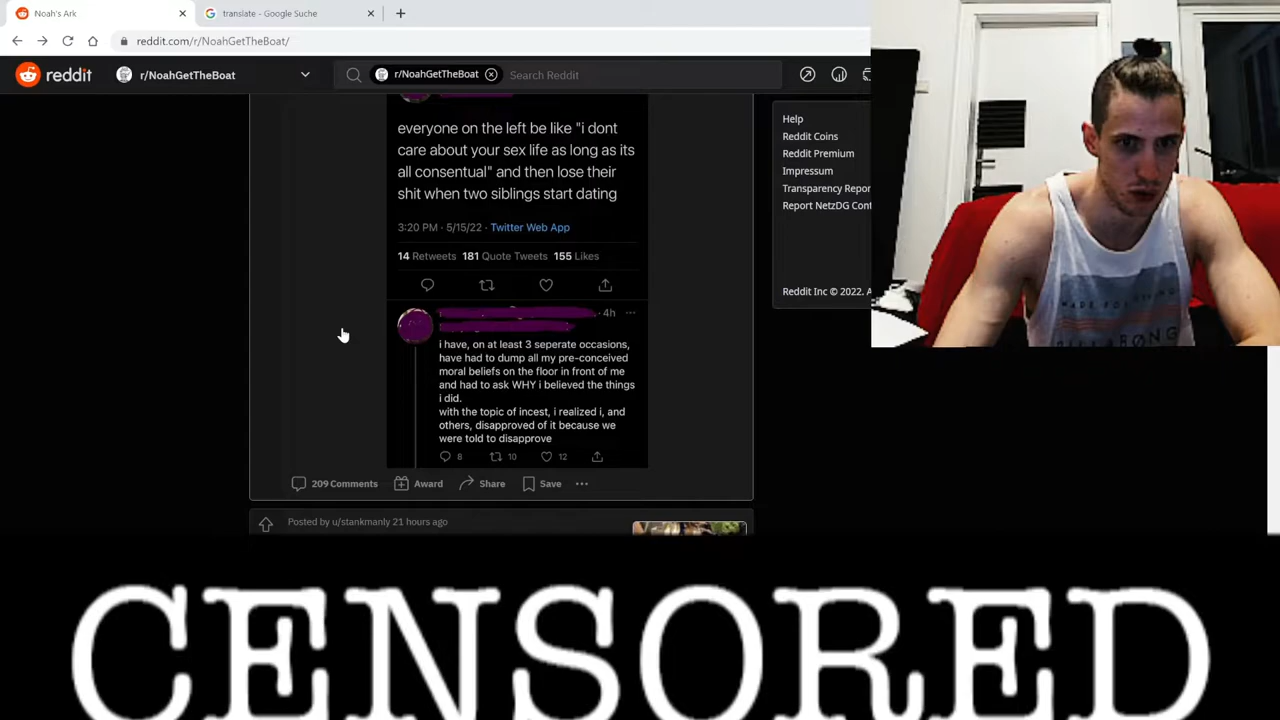 Noah's Ark
translate - Google Suche
reddit.com/r/NoahGetTheBoat/
reddit
r/NoahGetTheBoat
r/NoahGetTheBoat
Search Reddit
everyone on the left be like "i dont
care about your sex life as long as its
all consentual" and then lose their
shit when two siblings start dating
3:20 PM · 5/15/22 · Twitter Web App
14 Retweets 181 Quote Tweets 155 Likes
· 4h
i have, on at least 3 seperate occasions,
have had to dump all my pre-conceived
moral beliefs on the floor in front of me
and had to ask WHY i believed the things
i did.
with the topic of incest, i realized i, and
others, disapproved of it because we
were told to disapprove
8 10 12
209 Comments Award Share Save
Posted by u/stankmanly 21 hours ago
Help
Reddit Coins
Reddit Premium
Impressum
Transparency Repor
Report NetzDG Cont
Reddit Inc © 2022. A
CENSORED